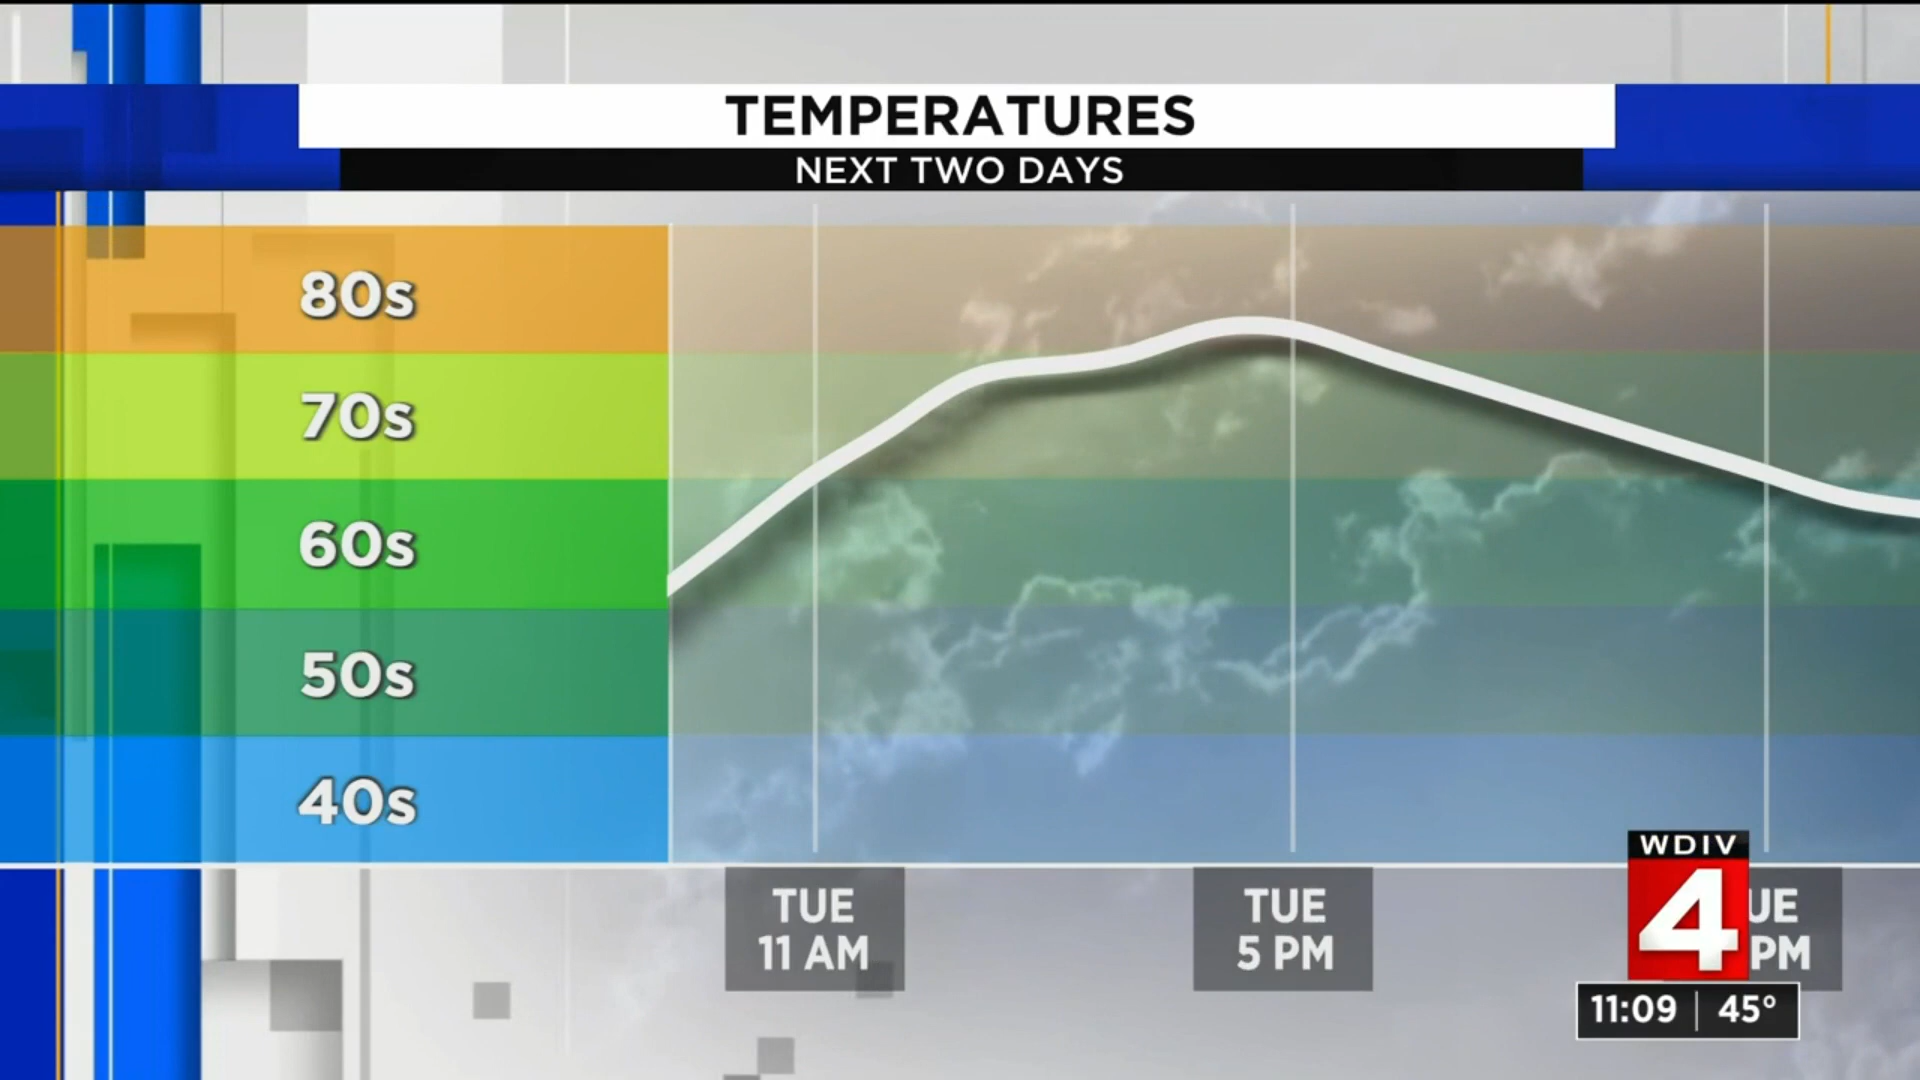 TEMPERATURES
NEXT TWO DAYS
80s
70s
60s
50s
40s
TUE
11 AM
TUE
5 PM
PM
WDIV
4
11:09
45°